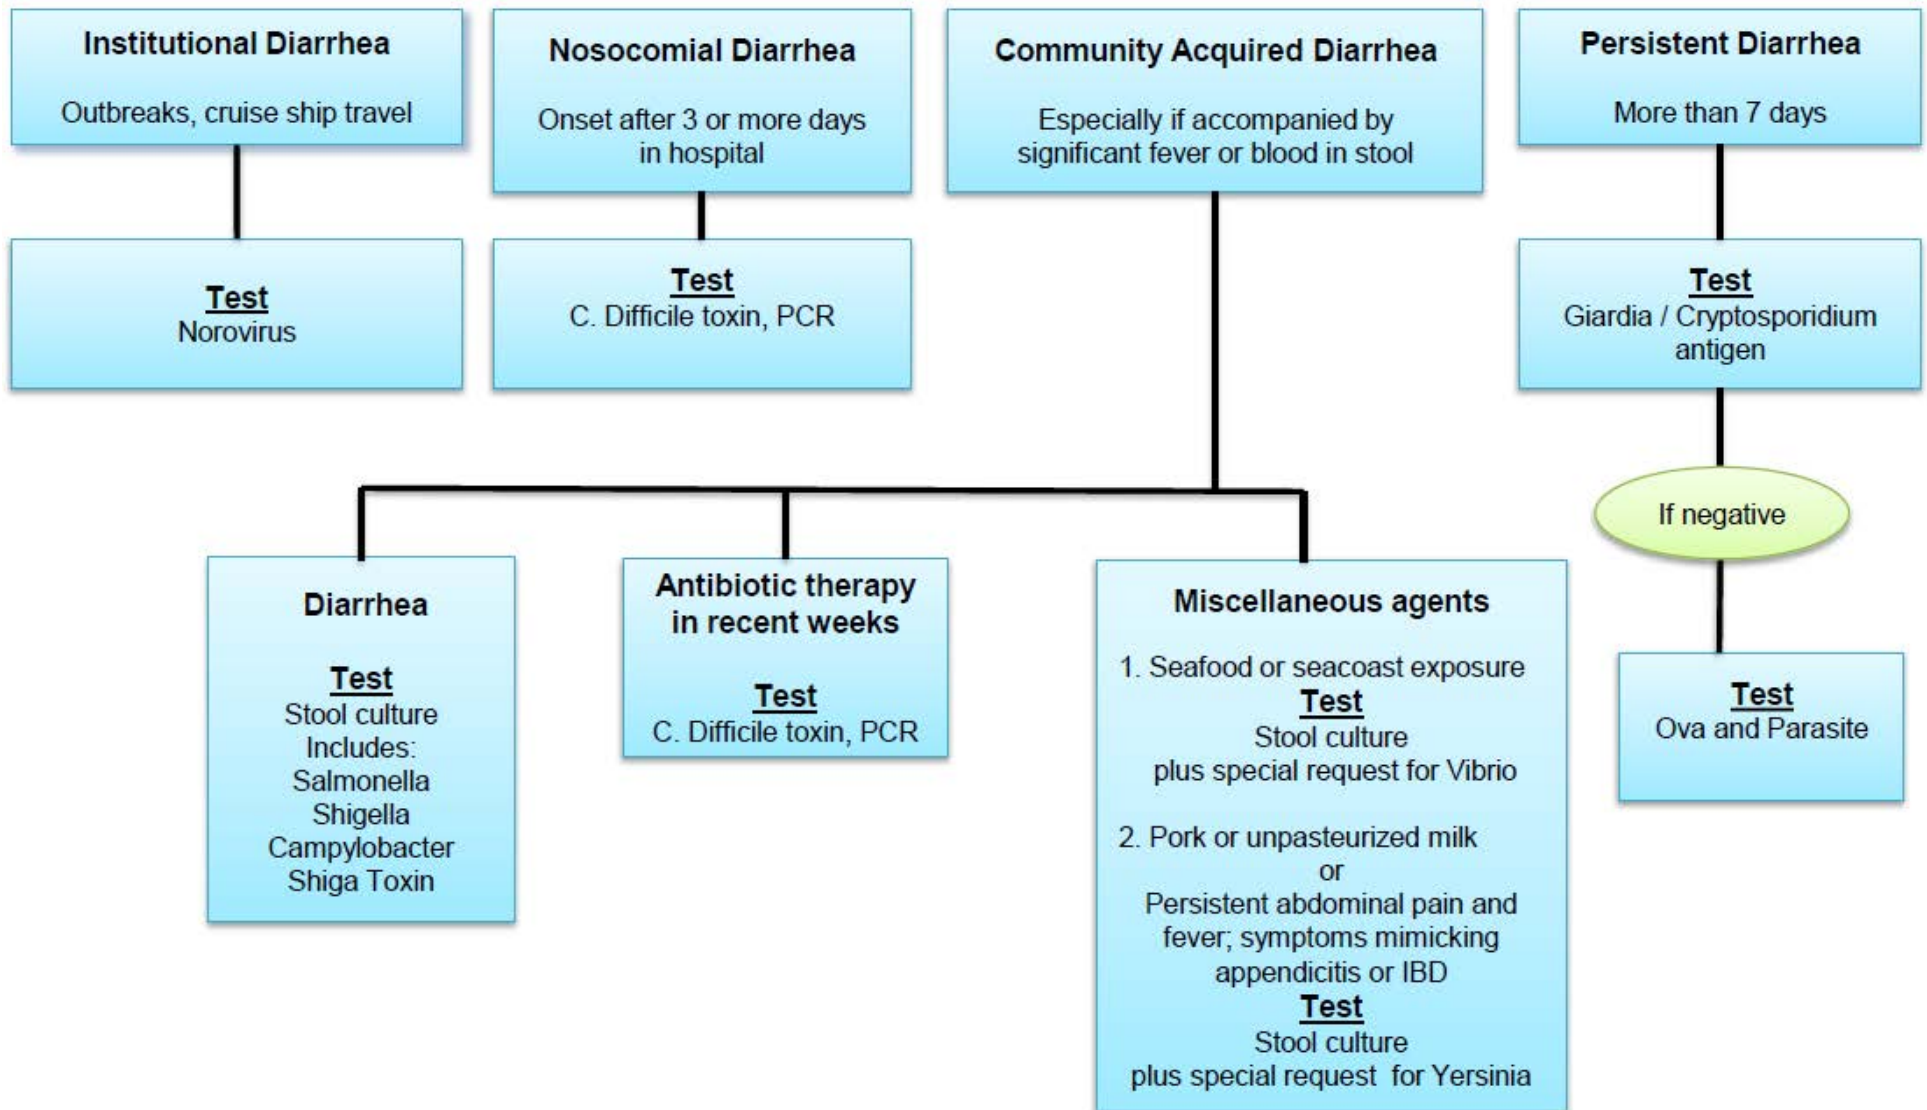 Institutional Diarrhea
Outbreaks, cruise ship travel
Nosocomial Diarrhea
Onset after 3 or more days
in hospital
Community Acquired Diarrhea
Especially if accompanied by
significant fever or blood in stool
Persistent Diarrhea
More than 7 days
Test
Norovirus
Test
C. Difficile toxin, PCR
Test
Giardia / Cryptosporidium
antigen
If negative
Diarrhea
Test
Stool culture
Includes:
Salmonella
Shigella
Campylobacter
Shiga Toxin
Antibiotic therapy
in recent weeks
Test
C. Difficile toxin, PCR
Miscellaneous agents
1. Seafood or seacoast exposure
Test
Stool culture
plus special request for Vibrio
2. Pork or unpasteurized milk
or
Persistent abdominal pain and
fever; symptoms mimicking
appendicitis or IBD
Test
Stool culture
plus special request for Yersinia
Test
Ova and Parasite